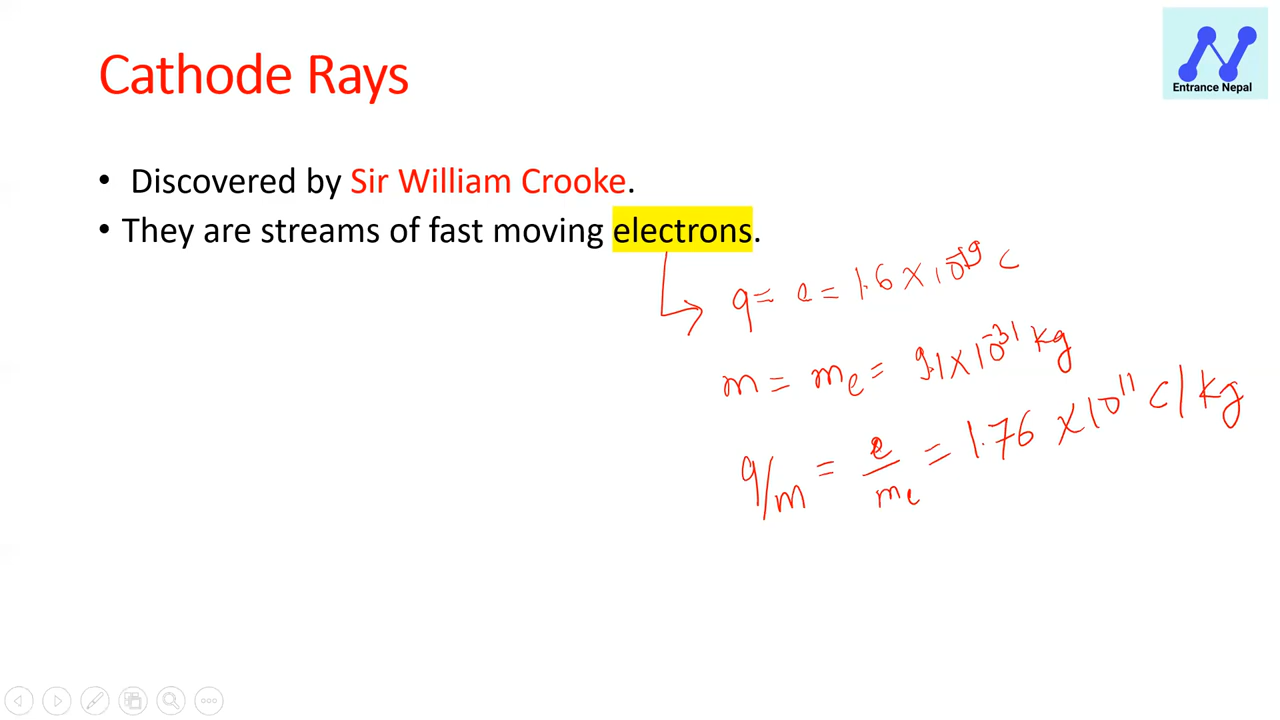 Cathode Rays
Entrance Nepal
• Discovered by Sir William Crooke.
• They are streams of fast moving electrons.
q = e = 1.6 × 10⁻¹⁹ C
m = mₑ = 9.1 × 10⁻³¹ kg
q/m = e/mₑ = 1.76 × 10¹¹ C/kg